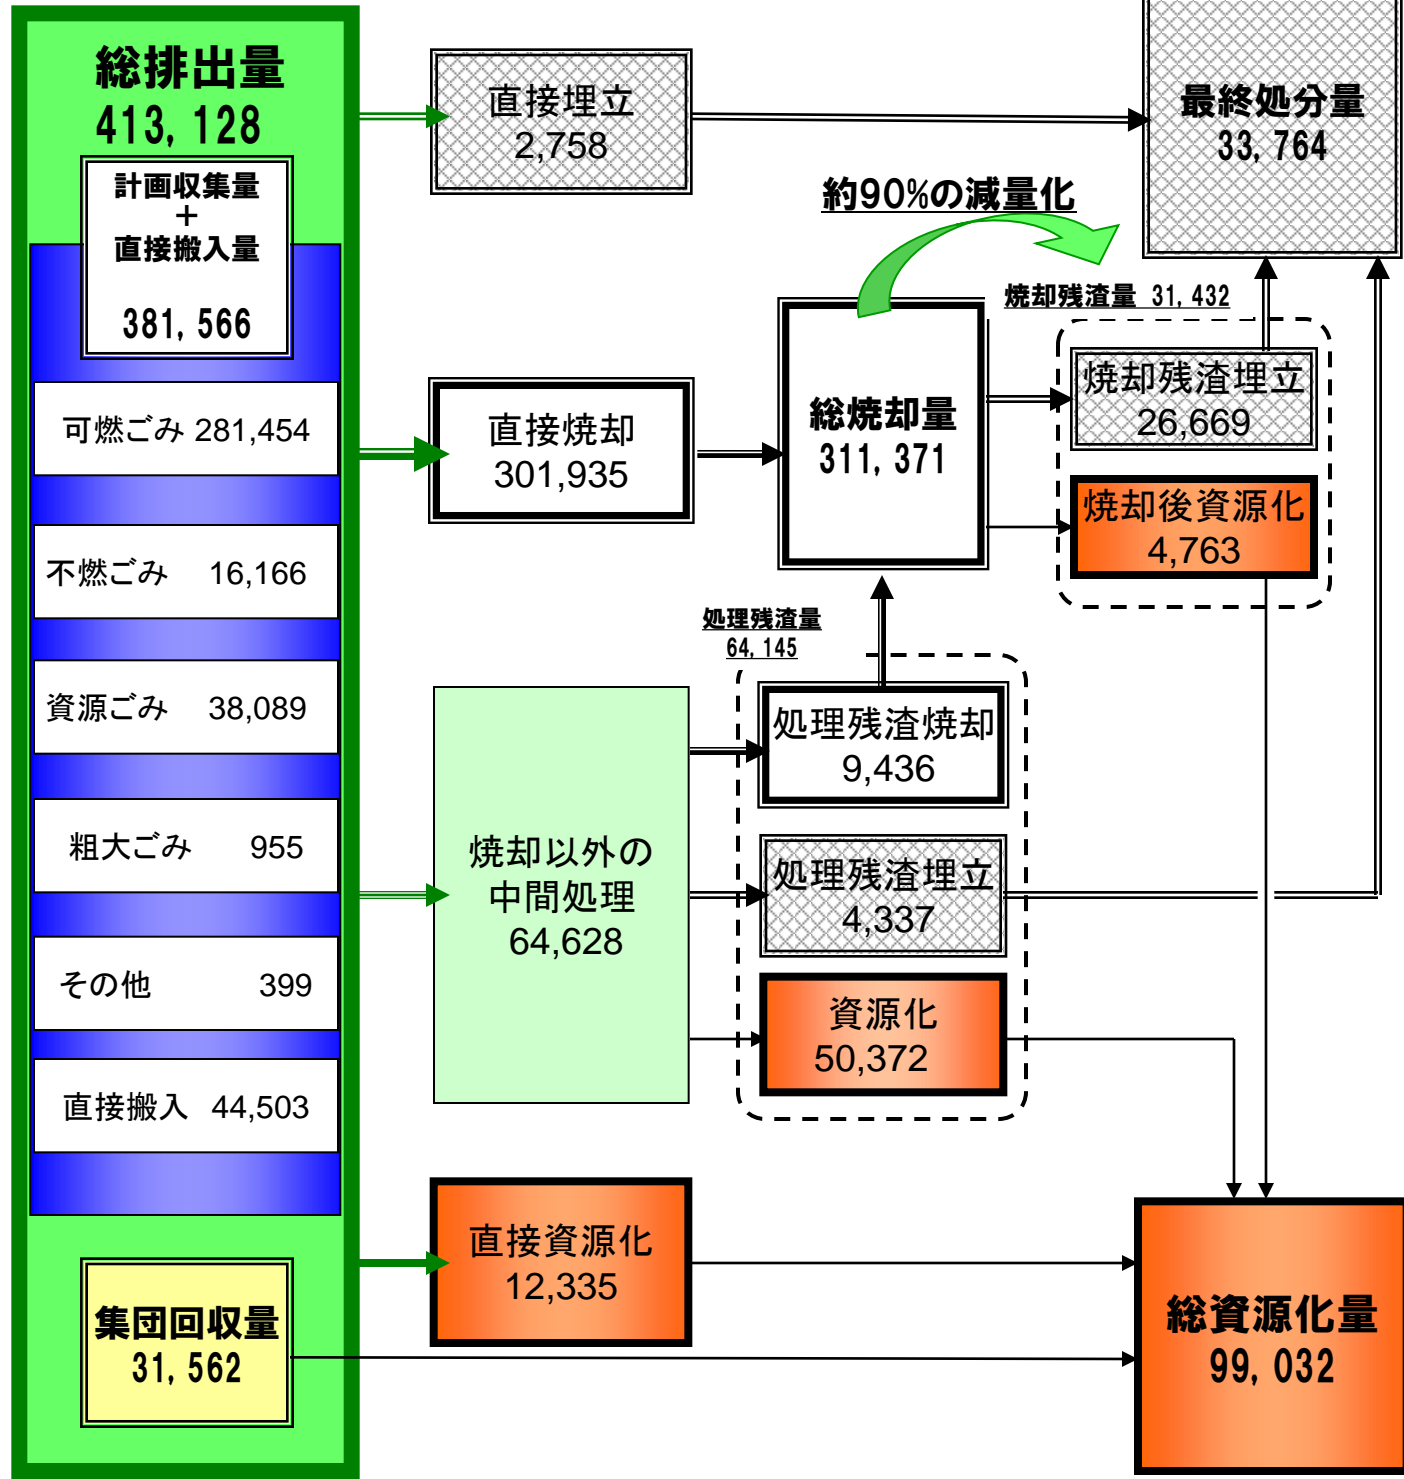 総排出量
413,128
計画収集量
＋
直接搬入量
381,566
可燃ごみ 281,454
不燃ごみ 16,166
資源ごみ 38,089
粗大ごみ 955
その他 399
直接搬入 44,503
集団回収量
31,562
直接埋立
2,758
直接焼却
301,935
焼却以外の
中間処理
64,628
直接資源化
12,335
約90%の減量化
総焼却量
311,371
処理残渣量
64,145
処理残渣焼却
9,436
処理残渣埋立
4,337
資源化
50,372
最終処分量
33,764
焼却残渣量 31,432
焼却残渣埋立
26,669
焼却後資源化
4,763
総資源化量
99,032